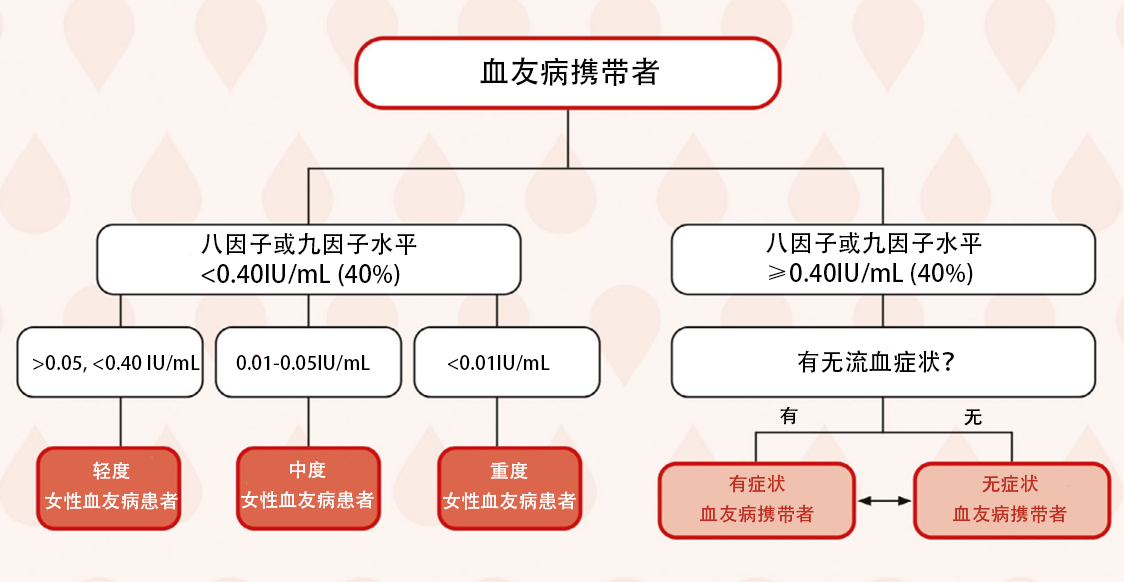 血友病携带者
八因子或九因子水平
<0.40IU/mL (40%)
八因子或九因子水平
≥0.40IU/mL (40%)
>0.05, <0.40 IU/mL
0.01-0.05IU/mL
<0.01IU/mL
有无流血症状?
有
无
轻度
女性血友病患者
中度
女性血友病患者
重度
女性血友病患者
有症状
血友病携带者
无症状
血友病携带者